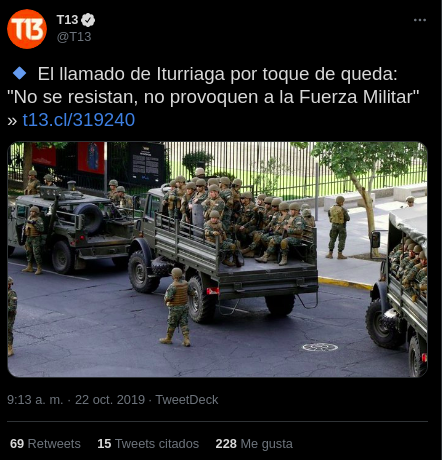 T13
T13
@T13
El llamado de Iturriaga por toque de queda:
"No se resistan, no provoquen a la Fuerza Militar"
» t13.cl/319240
9:13 a. m. · 22 oct. 2019 · TweetDeck
69 Retweets 15 Tweets citados 228 Me gusta